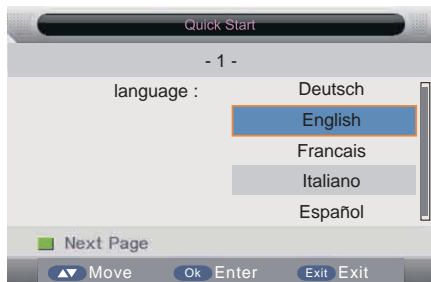 Quick Start
- 1 -
language : Deutsch
English
Francais
Italiano
Español
Next Page
Move Ok Enter Exit Exit